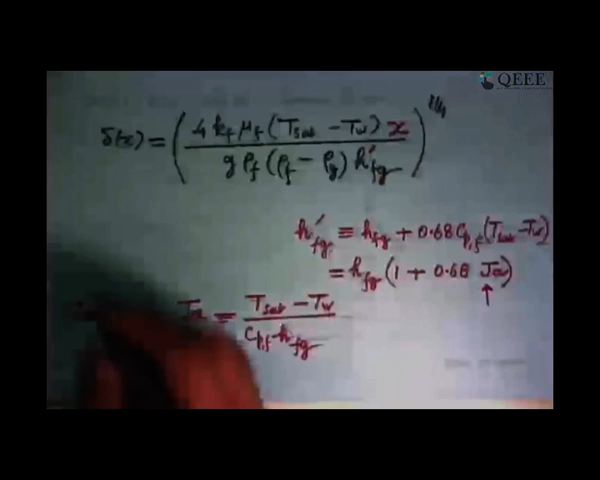 QEEE
δ(x) = ( 4 k_f μ_f (T_sat − T_w) x / g ρ_f (ρ_f − ρ_g) h'_fg )^1/4
h'_fg ≡ h_fg + 0.68 C_p,f (T_sat − T_w)
= h_fg (1 + 0.68 Ja)
Ja ≡ T_sat − T_w / C_p,f h_fg